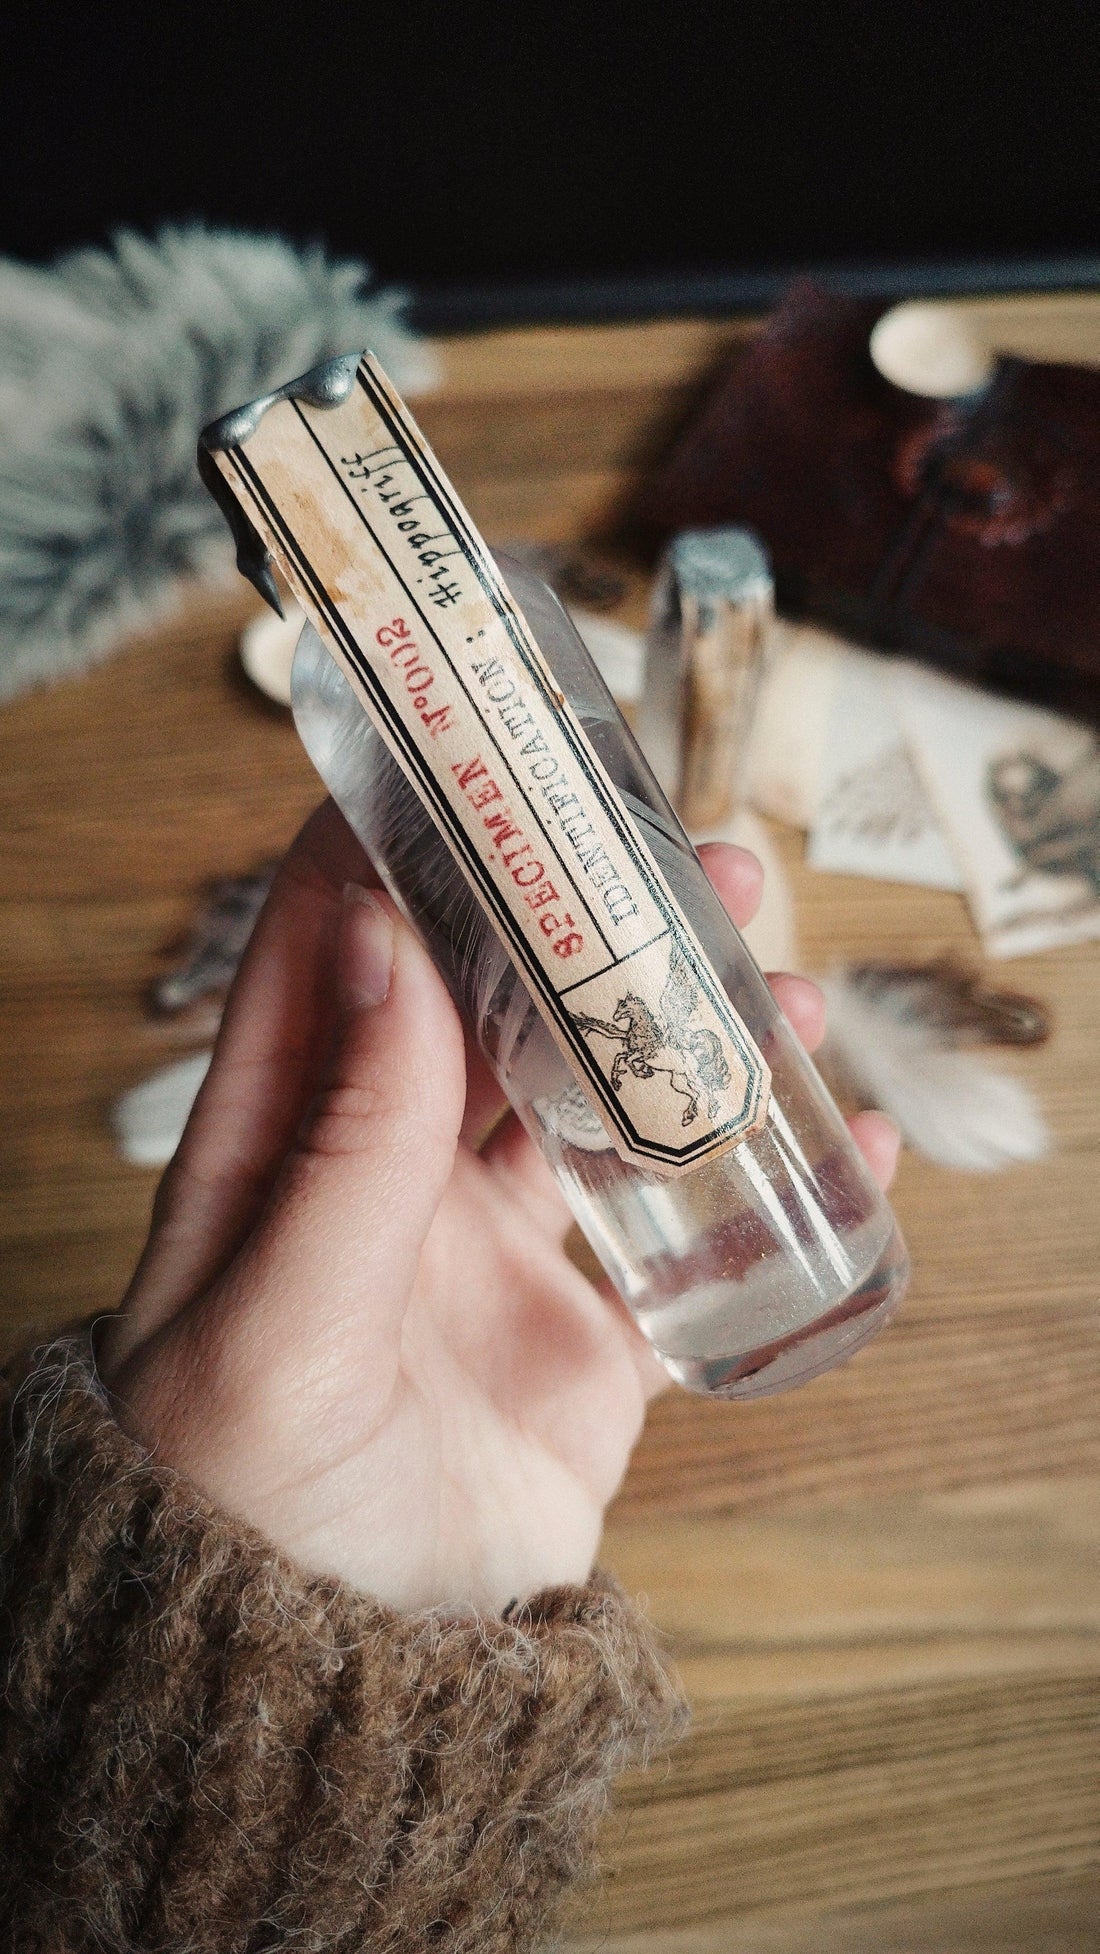 SPECIMEN N°002
IDENTIFICATION : Hippogriff